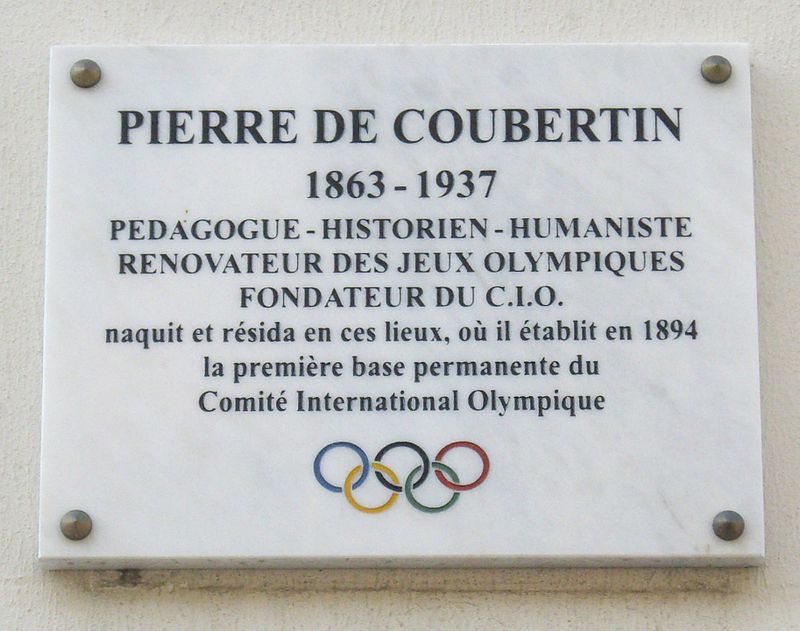 PIERRE DE COUBERTIN
1863 - 1937
PEDAGOGUE - HISTORIEN - HUMANISTE
RENOVATEUR DES JEUX OLYMPIQUES
FONDATEUR DU C.I.O.
naquit et résida en ces lieux, où il établit en 1894
la première base permanente du
Comité International Olympique